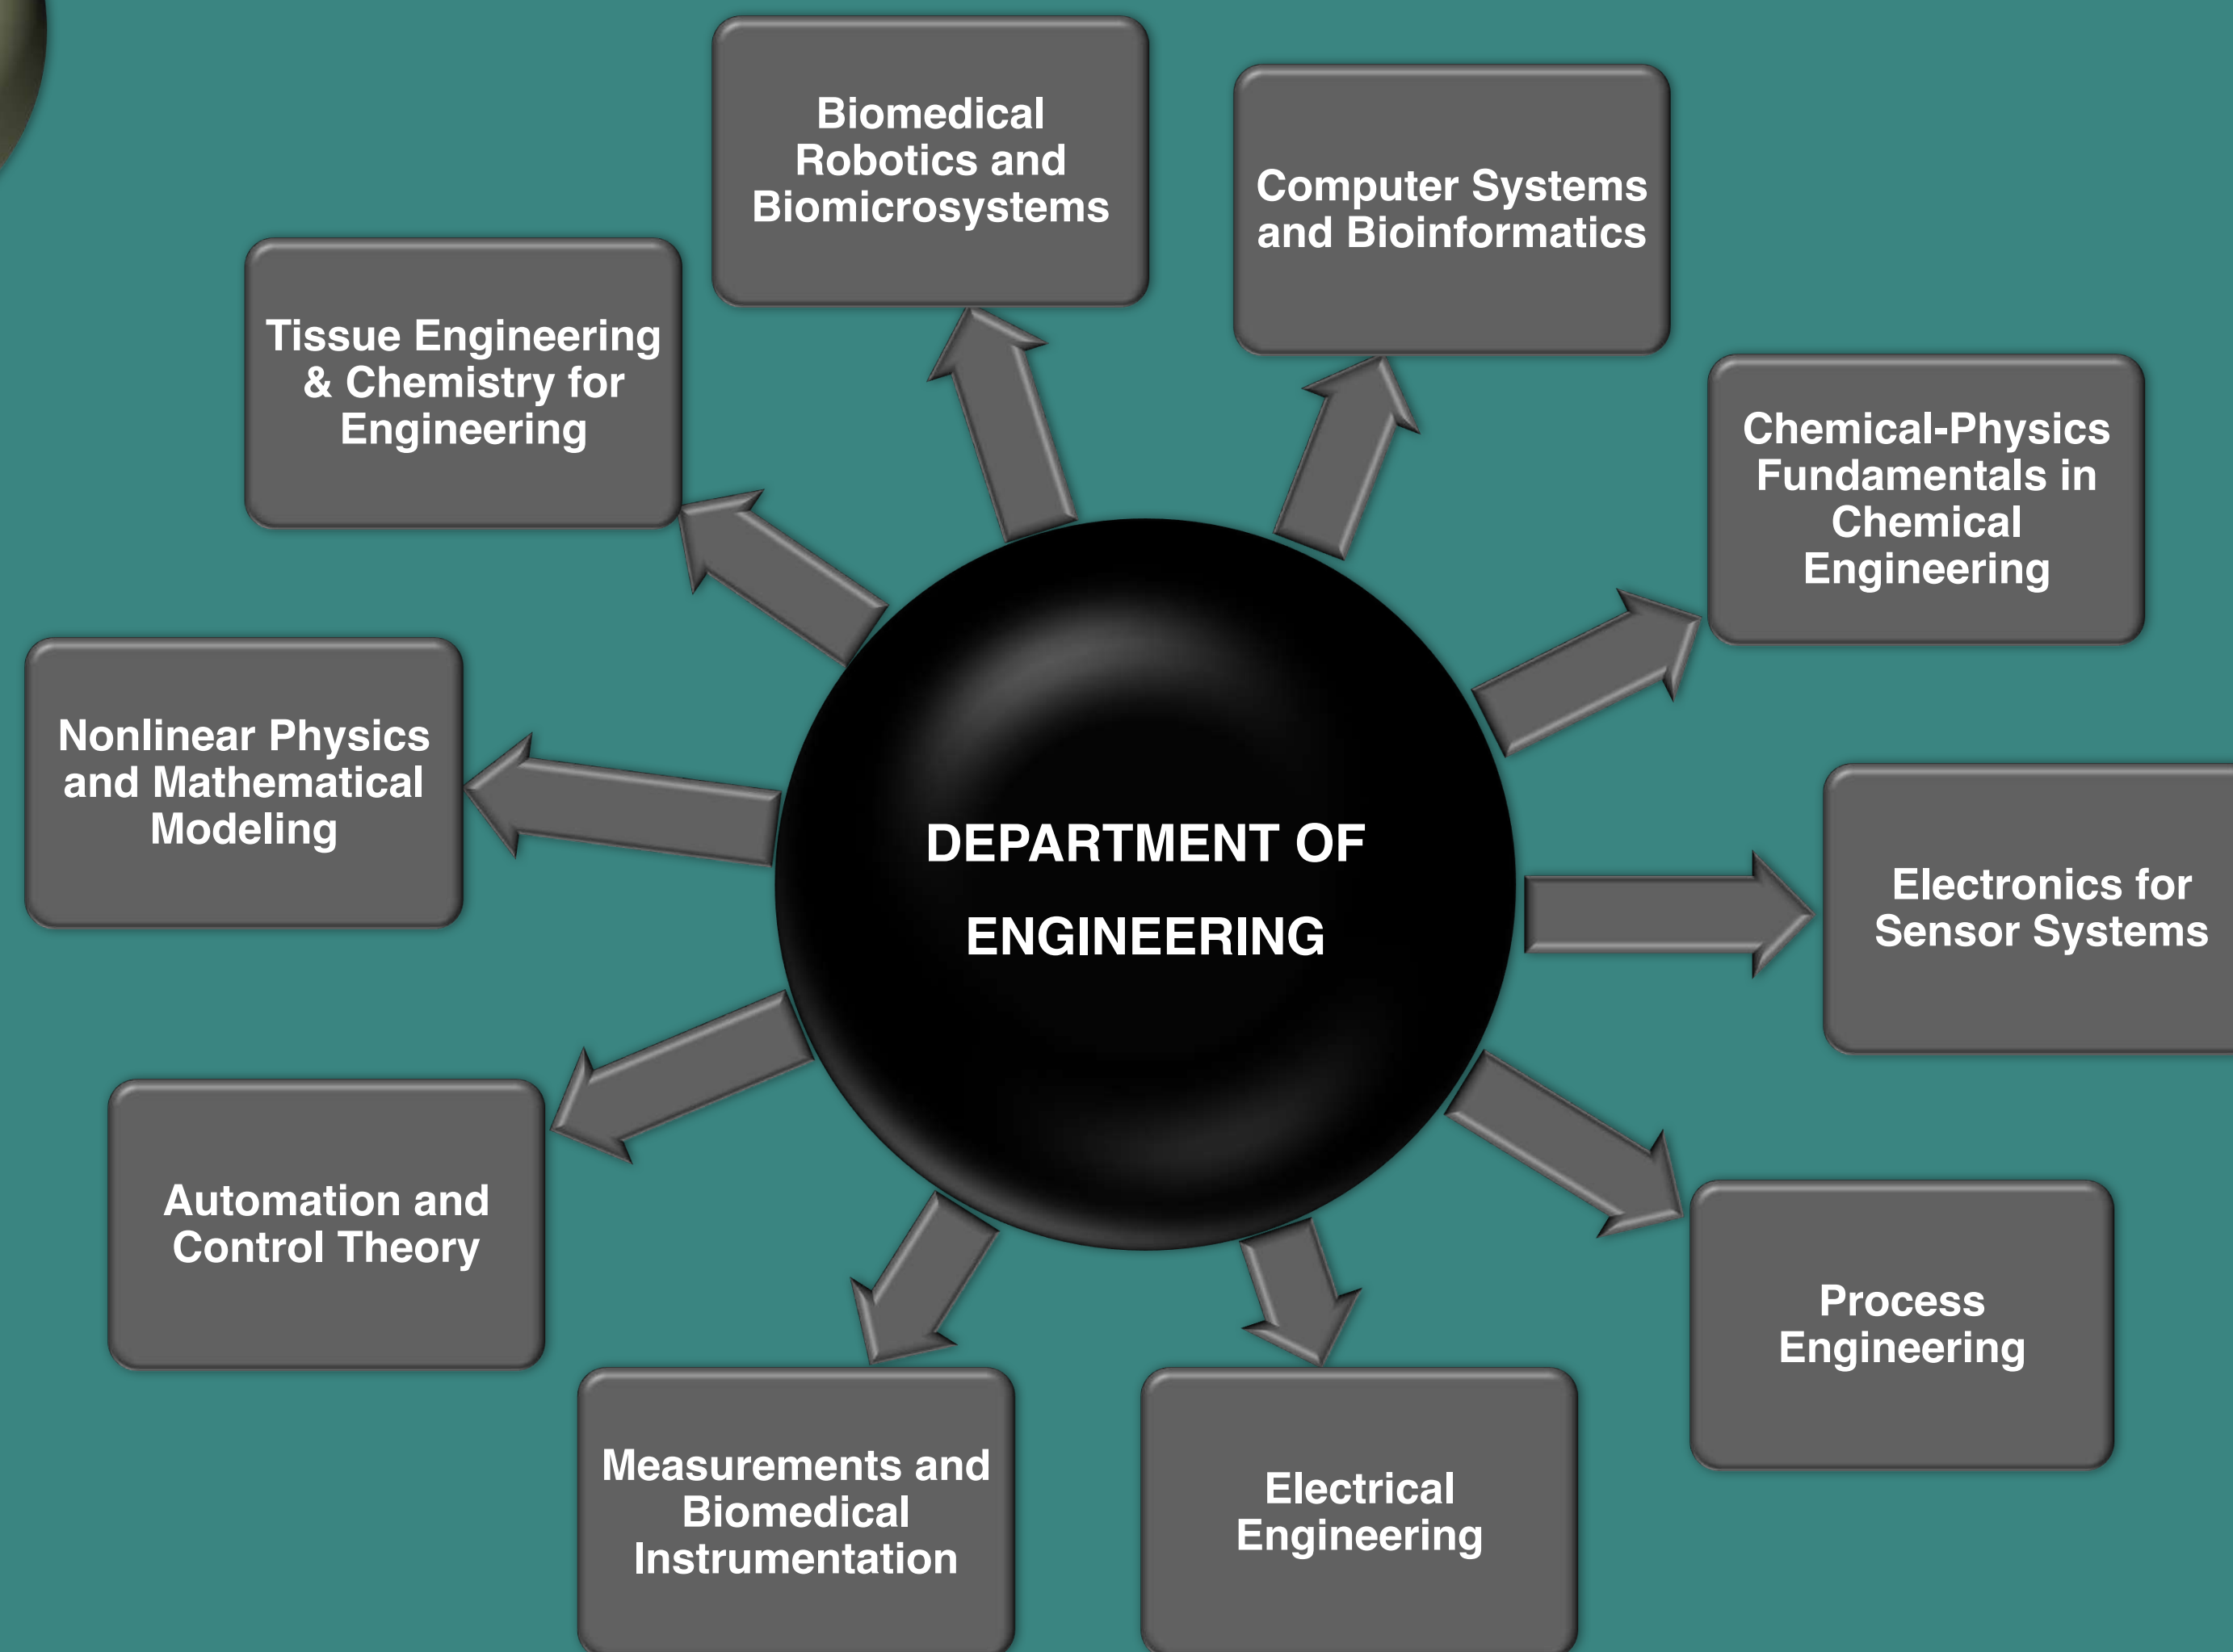 Biomedical
Robotics and
Biomicrosystems
Computer Systems
and Bioinformatics
Tissue Engineering
& Chemistry for
Engineering
Chemical-Physics
Fundamentals in
Chemical
Engineering
Nonlinear Physics
and Mathematical
Modeling
DEPARTMENT OF
ENGINEERING
Electronics for
Sensor Systems
Automation and
Control Theory
Process
Engineering
Measurements and
Biomedical
Instrumentation
Electrical
Engineering